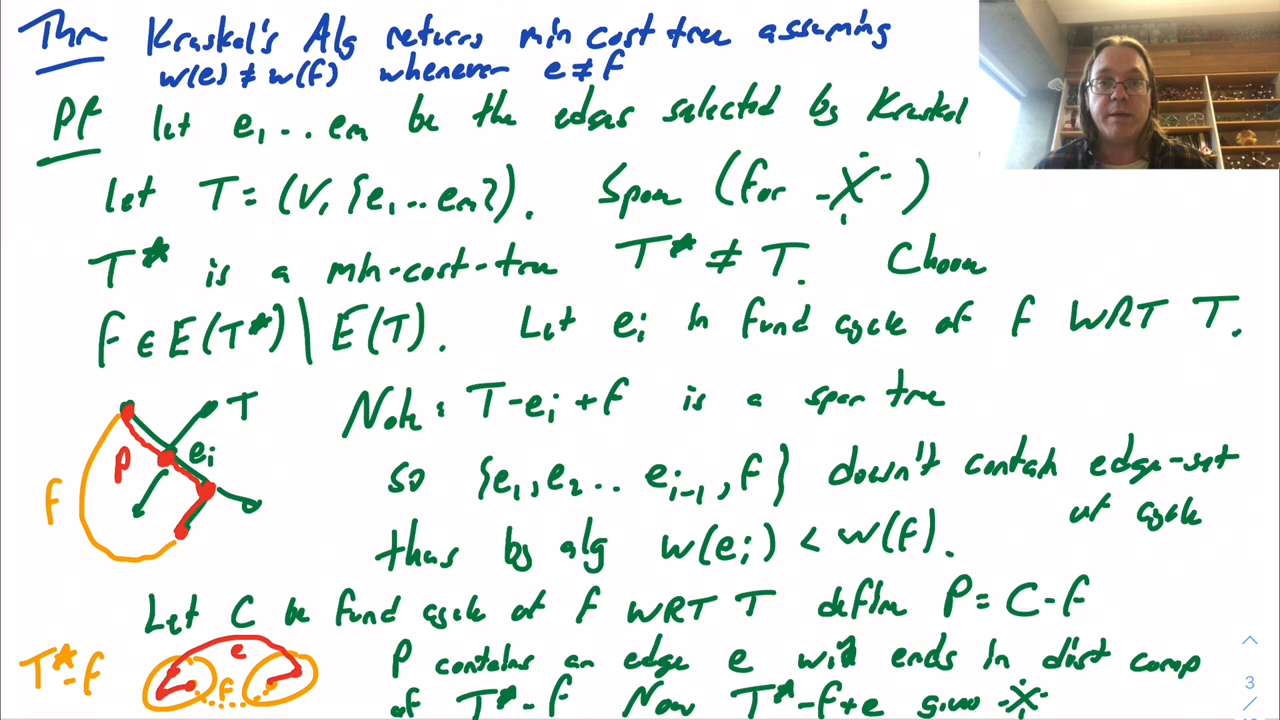 Thm Kruskal's Alg returns min cost tree assuming
w(e) ≠ w(f) whenever e ≠ f
Pf let e₁ .. eₘ be the edges selected by Kruskal
let T = (V, {e₁ .. eₘ}). Spose (for -X̣-)
T* is a min-cost-tree T* ≠ T. Choose
f ∈ E(T*) \ E(T). Let eᵢ in fund cycle of f WRT T.
T
P
eᵢ
f
Note: T-eᵢ+f is a span tree
so {e₁, e₂ .. eᵢ₋₁, f} doesn't contain edge-set
of cycle
thus by alg w(eᵢ) < w(f).
Let C be fund cycle of f WRT T define P = C-f
T*-f
e
f
P contains an edge e with ends in dist comp
of T*-f Now T*-f+e gives -X̣-
3
/